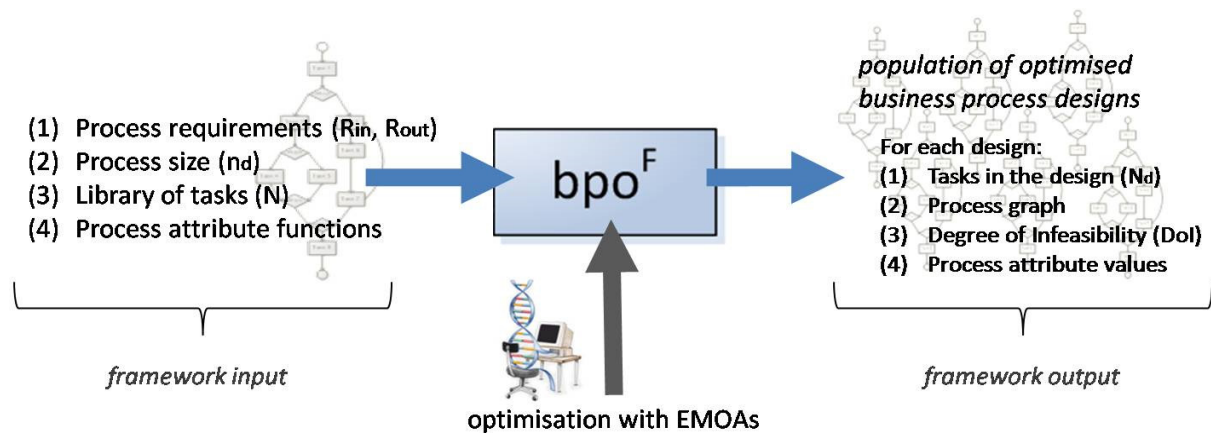 (1) Process requirements (Rin, Rout)
(2) Process size (nd)
(3) Library of tasks (N)
(4) Process attribute functions
framework input
bpoF
optimisation with EMOAs
population of optimised
business process designs
For each design:
(1) Tasks in the design (Nd)
(2) Process graph
(3) Degree of Infeasibility (DoI)
(4) Process attribute values
framework output